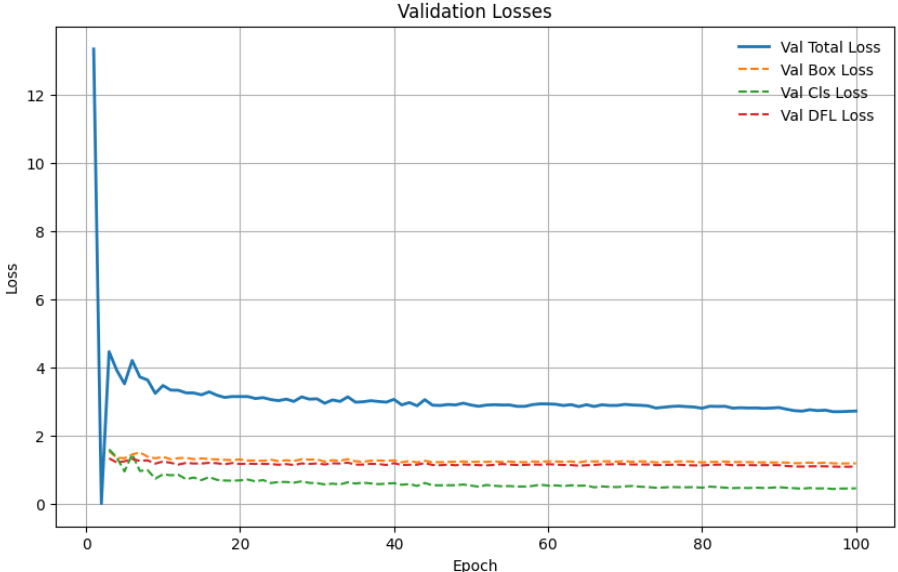 Validation Losses
Val Total Loss
Val Box Loss
Val Cls Loss
Val DFL Loss
Loss
12
10
8
6
4
2
0
0 20 40 60 80 100
Epoch